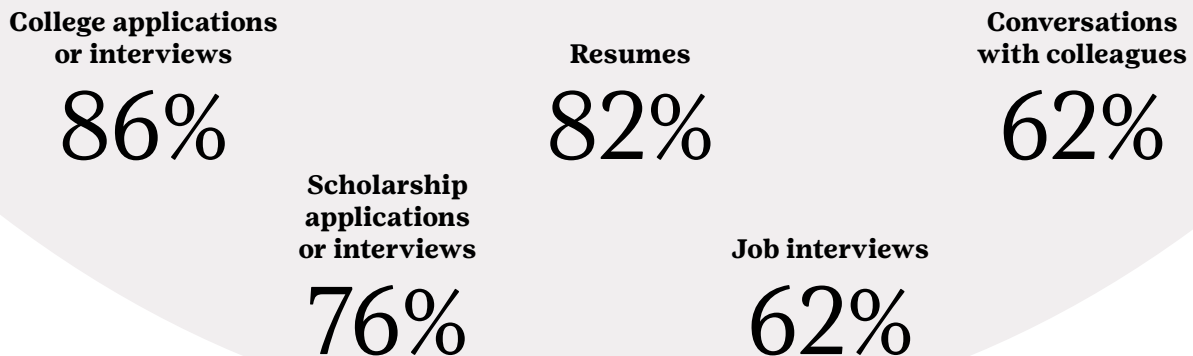 College applications
or interviews
86%
Resumes
82%
Conversations
with colleagues
62%
Scholarship
applications
or interviews
76%
Job interviews
62%